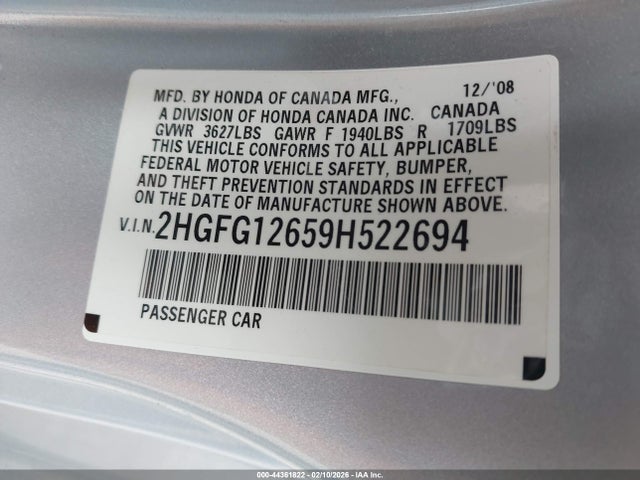 MFD. BY HONDA OF CANADA MFG., 12/'08
A DIVISION OF HONDA CANADA INC. CANADA
GVWR 3627LBS GAWR F 1940LBS R 1709LBS
THIS VEHICLE CONFORMS TO ALL APPLICABLE
FEDERAL MOTOR VEHICLE SAFETY, BUMPER,
AND THEFT PREVENTION STANDARDS IN EFFECT
ON THE DATE OF MANUFACTURE SHOWN ABOVE.
V.I.N. 2HGFG12659H522694
PASSENGER CAR
000-44361822 — 02/10/2026 — IAA Inc.